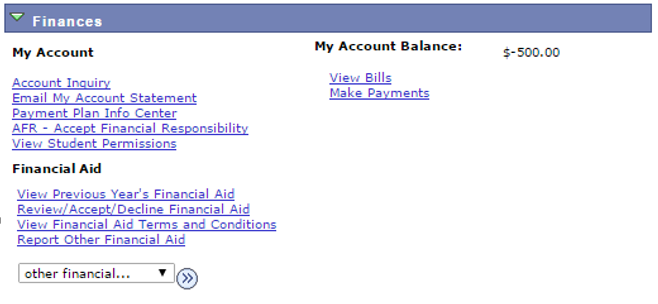 Finances
My Account
Account Inquiry
Email My Account Statement
Payment Plan Info Center
AFR - Accept Financial Responsibility
View Student Permissions
My Account Balance: $-500.00
View Bills
Make Payments
Financial Aid
View Previous Year's Financial Aid
Review/Accept/Decline Financial Aid
View Financial Aid Terms and Conditions
Report Other Financial Aid
other financial...